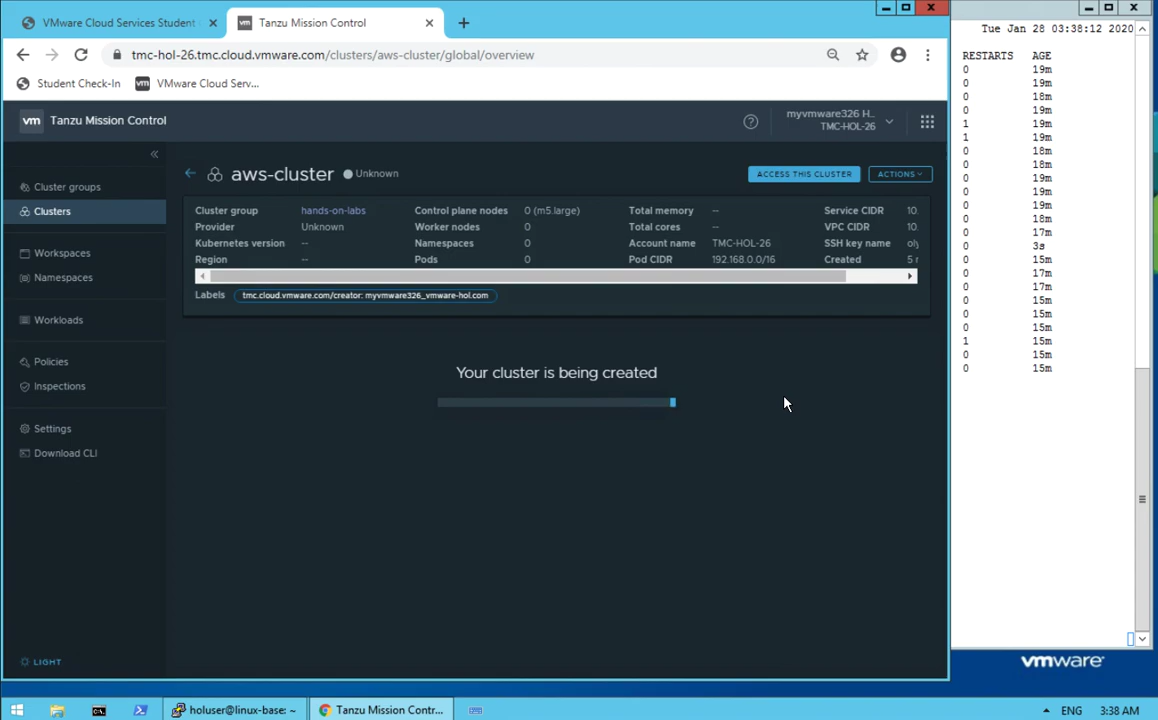 VMware Cloud Services Student
Tanzu Mission Control
tmc-hol-26.tmc.cloud.vmware.com/clusters/aws-cluster/global/overview
Student Check-In
VMware Cloud Serv...
vm
Tanzu Mission Control
myvmware326 H..
TMC-HOL-26
Cluster groups
Clusters
Workspaces
Namespaces
Workloads
Policies
Inspections
Settings
Download CLI
LIGHT
aws-cluster
Unknown
ACCESS THIS CLUSTER
ACTIONS
Cluster group hands-on-labs
Provider Unknown
Kubernetes version --
Region --
Control plane nodes 0 (m5.large)
Worker nodes 0
Namespaces 0
Pods 0
Total memory --
Total cores --
Account name TMC-HOL-26
Pod CIDR 192.168.0.0/16
Service CIDR 10.
VPC CIDR 10.
SSH key name
Created 5
Labels tmc.cloud.vmware.com/creator: myvmware326_vmware-hol.com
Your cluster is being created
Tue Jan 28 03:38:12 2020
RESTARTS AGE
0 19m
0 19m
0 18m
0 19m
1 19m
1 19m
0 18m
0 18m
0 19m
0 19m
0 19m
0 18m
0 17m
0 3s
0 15m
0 17m
0 17m
0 15m
0 15m
0 15m
1 15m
0 15m
0 15m
vmware
holuser@linux-base: ~
Tanzu Mission Contr...
ENG
3:38 AM